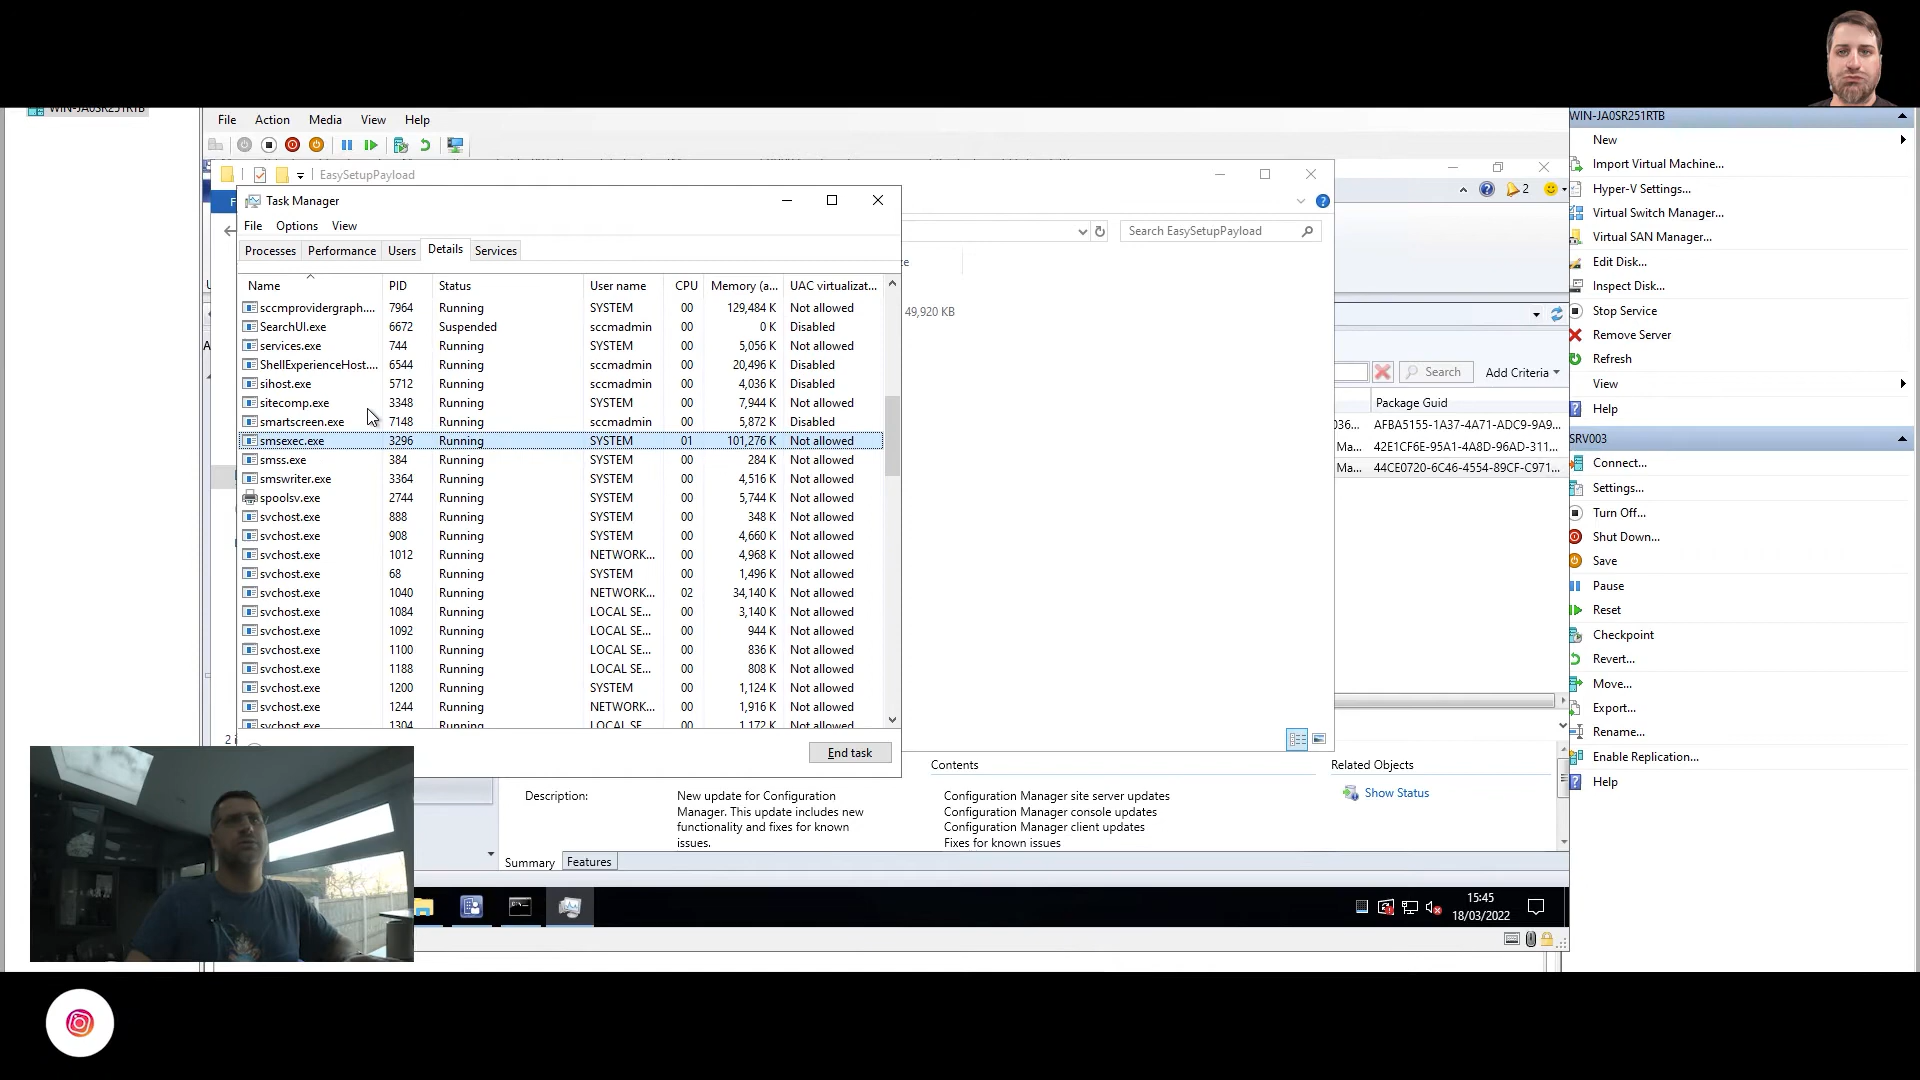 WIN-JA0SR251RTB
File Action Media View Help
EasySetupPayload
Task Manager
File Options View
Processes Performance Users Details Services
Search EasySetupPayload
Name PID Status User name CPU Memory (a... UAC virtualizat...
sccmprovidergraph.... 7964 Running SYSTEM 00 129,484 K Not allowed
SearchUI.exe 6672 Suspended sccmadmin 00 0 K Disabled
services.exe 744 Running SYSTEM 00 5,056 K Not allowed
ShellExperienceHost.... 6544 Running sccmadmin 00 20,496 K Disabled
sihost.exe 5712 Running sccmadmin 00 4,036 K Disabled
sitecomp.exe 3348 Running SYSTEM 00 7,944 K Not allowed
smartscreen.exe 7148 Running sccmadmin 00 5,872 K Disabled
smsexec.exe 3296 Running SYSTEM 01 101,276 K Not allowed
smss.exe 384 Running SYSTEM 00 284 K Not allowed
smswriter.exe 3364 Running SYSTEM 00 4,516 K Not allowed
spoolsv.exe 2744 Running SYSTEM 00 5,744 K Not allowed
svchost.exe 888 Running SYSTEM 00 348 K Not allowed
svchost.exe 908 Running SYSTEM 00 4,660 K Not allowed
svchost.exe 1012 Running NETWORK... 00 4,968 K Not allowed
svchost.exe 68 Running SYSTEM 00 1,496 K Not allowed
svchost.exe 1040 Running NETWORK... 02 34,140 K Not allowed
svchost.exe 1084 Running LOCAL SE... 00 3,140 K Not allowed
svchost.exe 1092 Running LOCAL SE... 00 944 K Not allowed
svchost.exe 1100 Running LOCAL SE... 00 836 K Not allowed
svchost.exe 1188 Running LOCAL SE... 00 808 K Not allowed
svchost.exe 1200 Running SYSTEM 00 1,124 K Not allowed
svchost.exe 1244 Running NETWORK... 00 1,916 K Not allowed
svchost.exe 1304 Running LOCAL SE 00 1,172 K Not allowed
End task
49,920 KB
2
Search Add Criteria
Package Guid
036... AFBA5155-1A37-4A71-ADC9-9A9...
Ma... 42E1CF6E-95A1-4A8D-96AD-311...
Ma... 44CE0720-6C46-4554-89CF-C971...
Contents
Related Objects
Description:
New update for Configuration
Manager. This update includes new
functionality and fixes for known
issues.
Configuration Manager site server updates
Configuration Manager console updates
Configuration Manager client updates
Fixes for known issues
Show Status
Summary Features
15:45
18/03/2022
WIN-JA0SR251RTB
New
Import Virtual Machine...
Hyper-V Settings...
Virtual Switch Manager...
Virtual SAN Manager...
Edit Disk...
Inspect Disk...
Stop Service
Remove Server
Refresh
View
Help
SRV003
Connect...
Settings...
Turn Off...
Shut Down...
Save
Pause
Reset
Checkpoint
Revert...
Move...
Export...
Rename...
Enable Replication...
Help